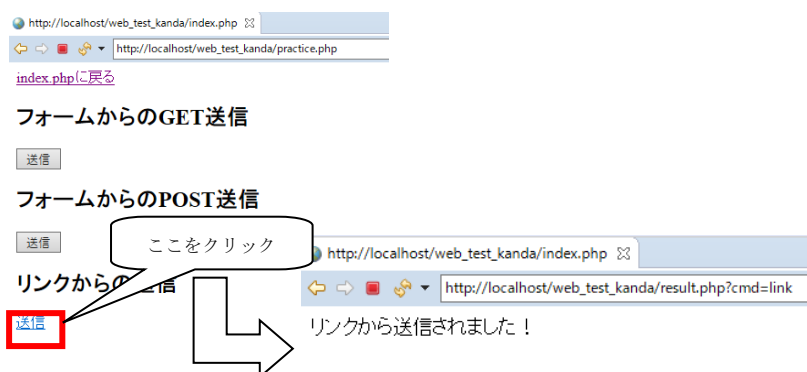 http://localhost/web_test_kanda/index.php
http://localhost/web_test_kanda/practice.php
index.phpに戻る
フォームからのGET送信
送信
フォームからのPOST送信
送信
ここをクリック
リンクからの送信
送信
http://localhost/web_test_kanda/index.php
http://localhost/web_test_kanda/result.php?cmd=link
リンクから送信されました！